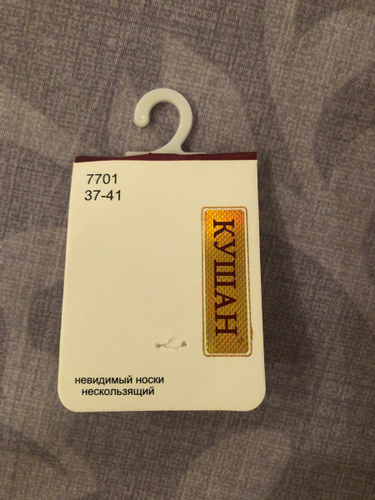 7701
37-41
КУШАН
невидимый носки
нескользящий